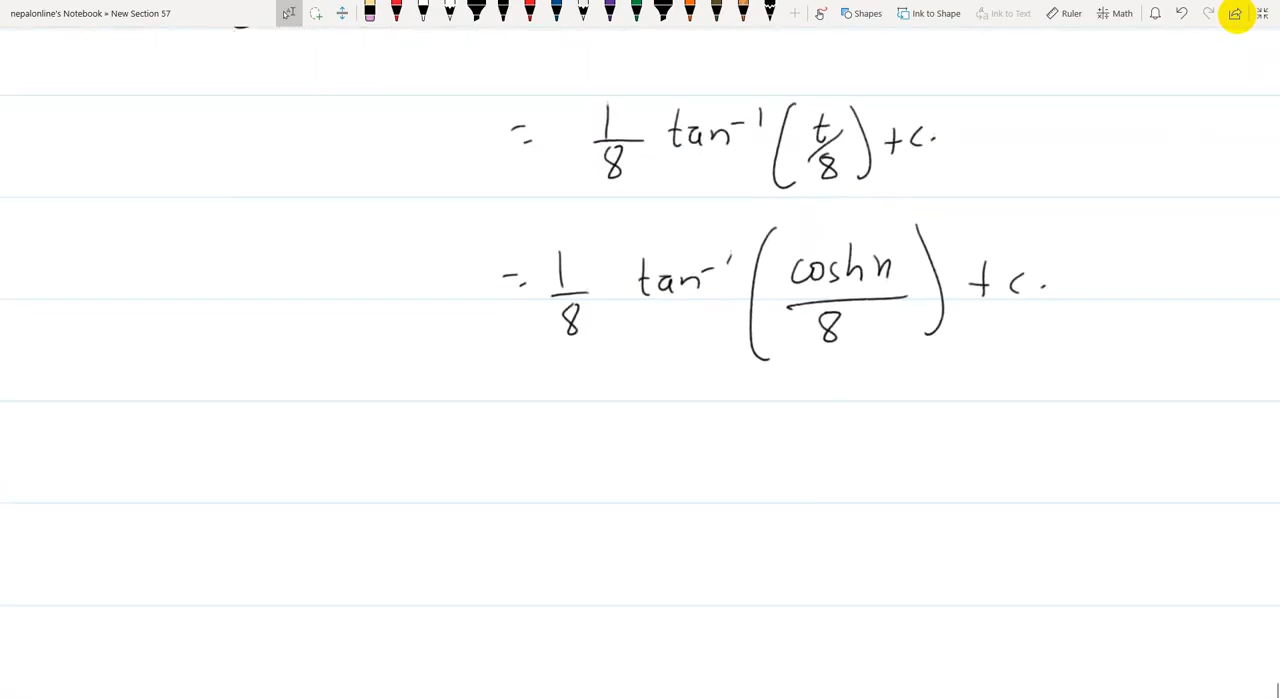 nepalonline's Notebook » New Section 57 Shapes Ink to Shape Ink to Text Ruler Math
= 1/8 tan⁻¹ (t/8) + c.
= 1/8 tan⁻¹ (coshx/8) + c.